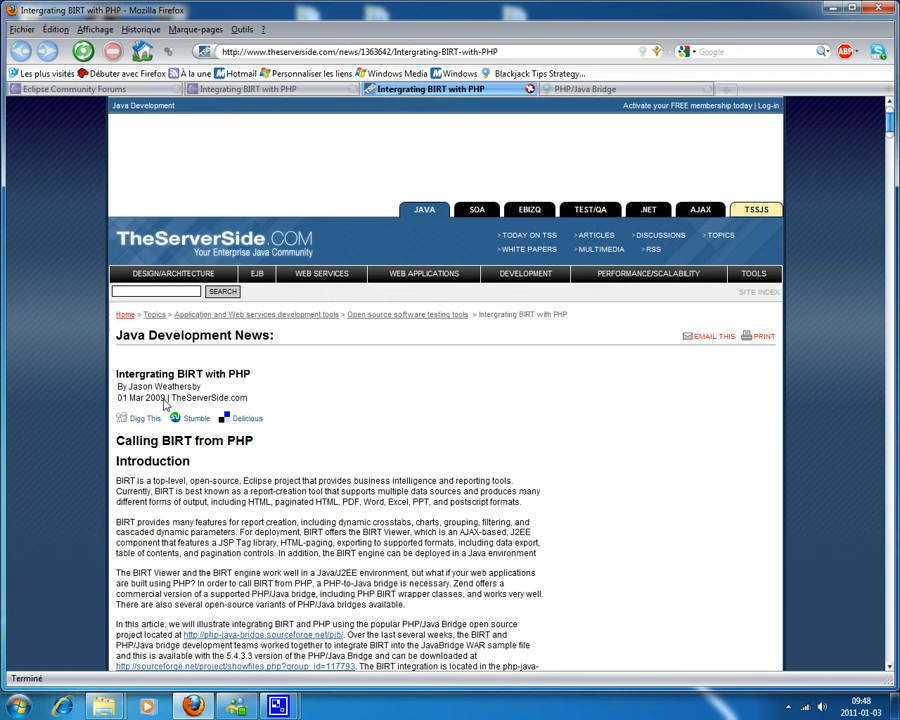 Intergrating BIRT with PHP - Mozilla Firefox
Fichier Édition Affichage Historique Marque-pages Outils ?
http://www.theserverside.com/news/1363642/Intergrating-BIRT-with-PHP
Google
ABP
Les plus visités Débuter avec Firefox À la une Hotmail Personnaliser les liens Windows Media Windows Blackjack Tips Strategy...
Eclipse Community Forums Integrating BIRT with PHP Intergrating BIRT with PHP PHP/Java Bridge
Java Development Activate your FREE membership today | Log-in
JAVA SOA EBIZQ TEST/QA .NET AJAX TSSJS
TheServerSide.COM
Your Enterprise Java Community
> TODAY ON TSS > ARTICLES > DISCUSSIONS > TOPICS
> WHITE PAPERS > MULTIMEDIA > RSS
DESIGN/ARCHITECTURE EJB WEB SERVICES WEB APPLICATIONS DEVELOPMENT PERFORMANCE/SCALABILITY TOOLS
SEARCH SITE INDEX
Home > Topics > Application and Web services development tools > Open source software testing tools > Intergrating BIRT with PHP
Java Development News:
EMAIL THIS PRINT
Intergrating BIRT with PHP
By Jason Weathersby
01 Mar 2009 | TheServerSide.com
Digg This Stumble Delicious
Calling BIRT from PHP
Introduction
BIRT is a top-level, open-source, Eclipse project that provides business intelligence and reporting tools.
Currently, BIRT is best known as a report-creation tool that supports multiple data sources and produces many
different forms of output, including HTML, paginated HTML, PDF, Word, Excel, PPT, and postscript formats.
BIRT provides many features for report creation, including dynamic crosstabs, charts, grouping, filtering, and
cascaded dynamic parameters. For deployment, BIRT offers the BIRT Viewer, which is an AJAX-based, J2EE
component that features a JSP Tag library, HTML-paging, exporting to supported formats, including data export,
table of contents, and pagination controls. In addition, the BIRT engine can be deployed in a Java environment
The BIRT Viewer and the BIRT engine work well in a Java/J2EE environment, but what if your web applications
are built using PHP? In order to call BIRT from PHP, a PHP-to-Java bridge is necessary. Zend offers a
commercial version of a supported PHP/Java bridge, including PHP BIRT wrapper classes, and works very well.
There are also several open-source variants of PHP/Java bridges available.
In this article, we will illustrate integrating BIRT and PHP using the popular PHP/Java Bridge open source
project located at http://php-java-bridge.sourceforge.net/pjb/. Over the last several weeks, the BIRT and
PHP/Java bridge development teams worked together to integrate BIRT into the JavaBridge WAR sample file
and this is available with the 5.4.3.3 version of the PHP/Java Bridge and can be downloaded at
http://sourceforge.net/project/showfiles.php?group_id=117793. The BIRT integration is located in the php-java-
Terminé
09:48
2011-01-03